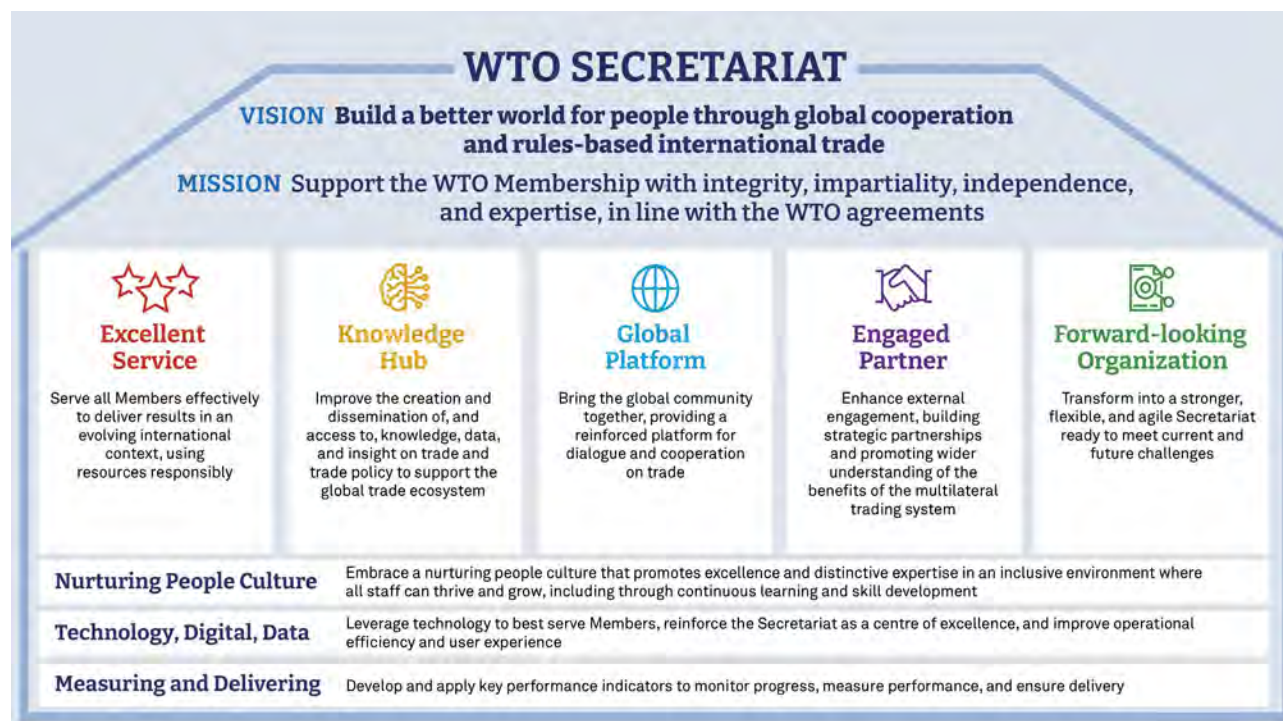 WTO SECRETARIAT
VISION Build a better world for people through global cooperation
and rules-based international trade
MISSION Support the WTO Membership with integrity, impartiality, independence,
and expertise, in line with the WTO agreements
Excellent
Service
Serve all Members effectively
to deliver results in an
evolving international
context, using
resources responsibly
Knowledge
Hub
Improve the creation and
dissemination of, and
access to, knowledge, data,
and insight on trade and
trade policy to support the
global trade ecosystem
Global
Platform
Bring the global community
together, providing a
reinforced platform for
dialogue and cooperation
on trade
Engaged
Partner
Enhance external
engagement, building
strategic partnerships
and promoting wider
understanding of the
benefits of the multilateral
trading system
Forward-looking
Organization
Transform into a stronger,
flexible, and agile Secretariat
ready to meet current and
future challenges
Nurturing People Culture
Embrace a nurturing people culture that promotes excellence and distinctive expertise in an inclusive environment where
all staff can thrive and grow, including through continuous learning and skill development
Technology, Digital, Data
Leverage technology to best serve Members, reinforce the Secretariat as a centre of excellence, and improve operational
efficiency and user experience
Measuring and Delivering
Develop and apply key performance indicators to monitor progress, measure performance, and ensure delivery